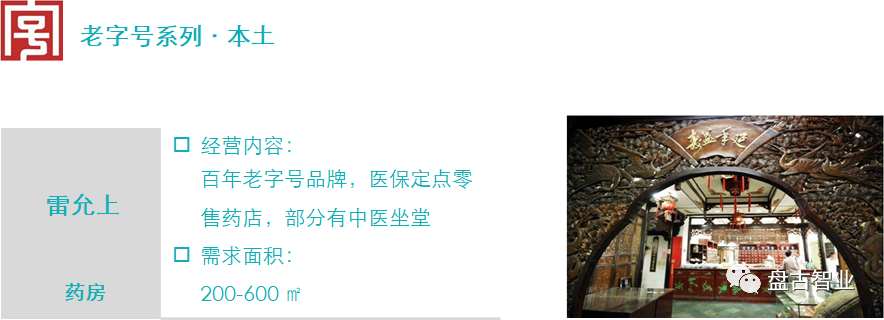 老字号系列·本土
雷允上
药房
经营内容：
百年老字号品牌，医保定点零
售药店，部分有中医坐堂
需求面积：
200-600 ㎡
盘古智业